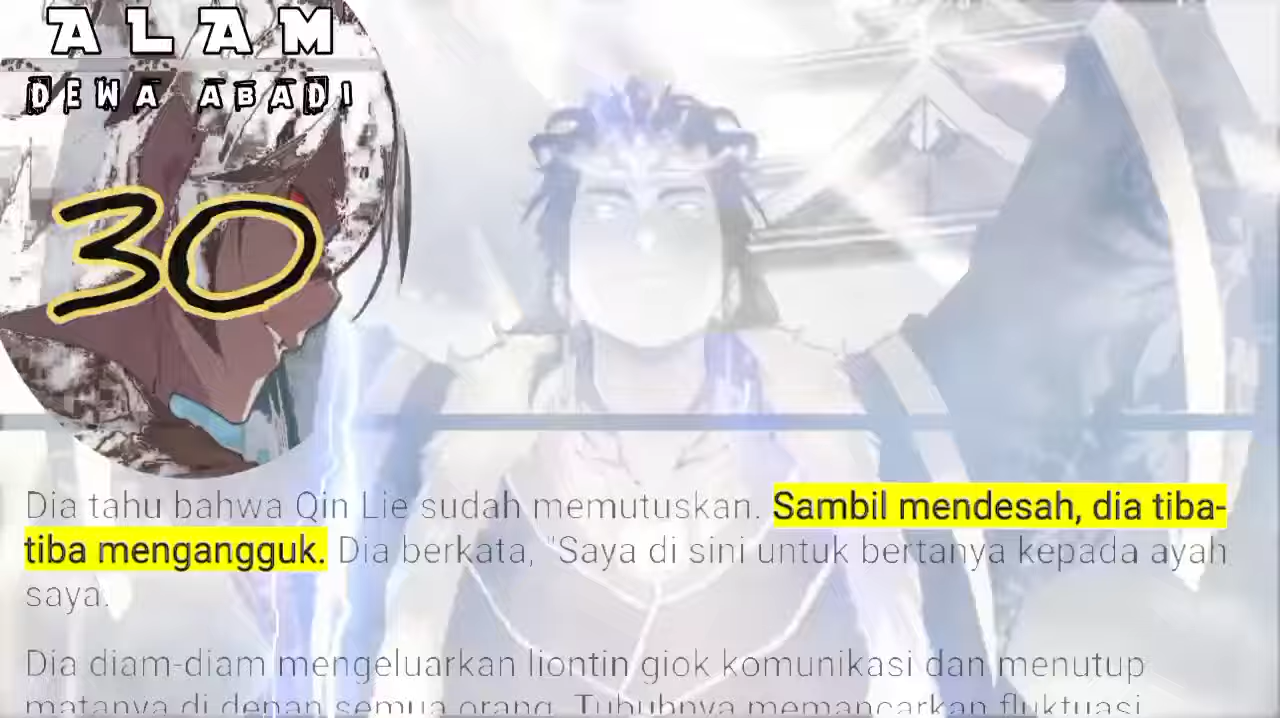 ALAM
DEWA ABADI
30
Dia tahu bahwa Qin Lie sudah memutuskan. Sambil mendesah, dia tiba-
tiba mengangguk. Dia berkata, "Saya di sini untuk bertanya kepada ayah
saya.
Dia diam-diam mengeluarkan liontin giok komunikasi dan menutup
matanya di depan semua orang. Tubuhnya memancarkan fluktuasi